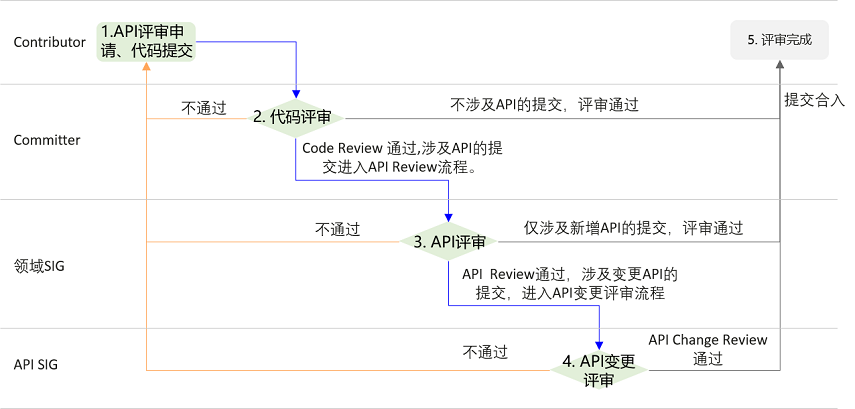 Contributor
1.API评审申
请、代码提交
5. 评审完成
不通过
2. 代码评审
不涉及API的提交，评审通过
提交合入
Committer
Code Review 通过,涉及API的提
交进入API Review流程。
不通过
3. API评审
仅涉及新增API的提交，评审通过
领域SIG
API Review通过，涉及变更API的
提交，进入API变更评审流程
API SIG
不通过
4. API变更
评审
API Change Review
通过